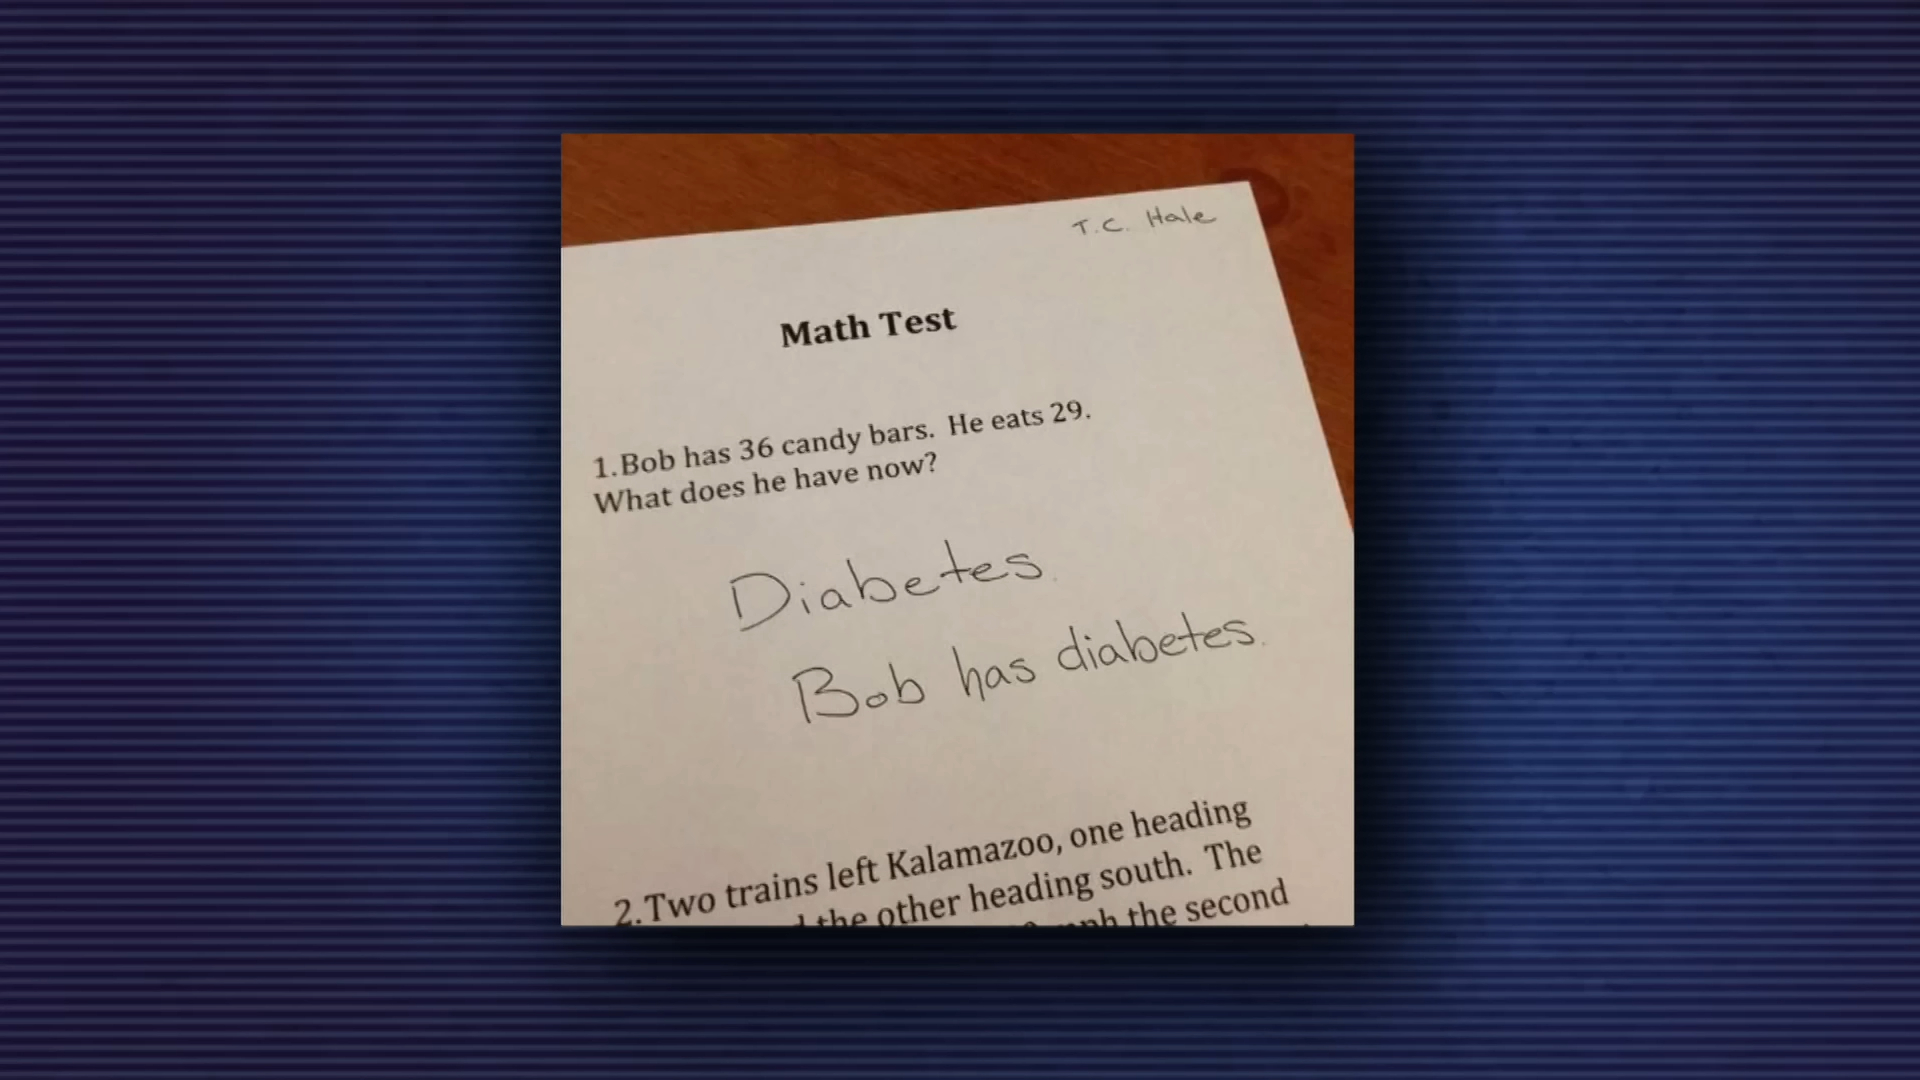 T.C. Hale
Math Test
1.Bob has 36 candy bars. He eats 29.
What does he have now?
Diabetes.
Bob has diabetes.
2.Two trains left Kalamazoo, one heading
the other heading south. The
the second